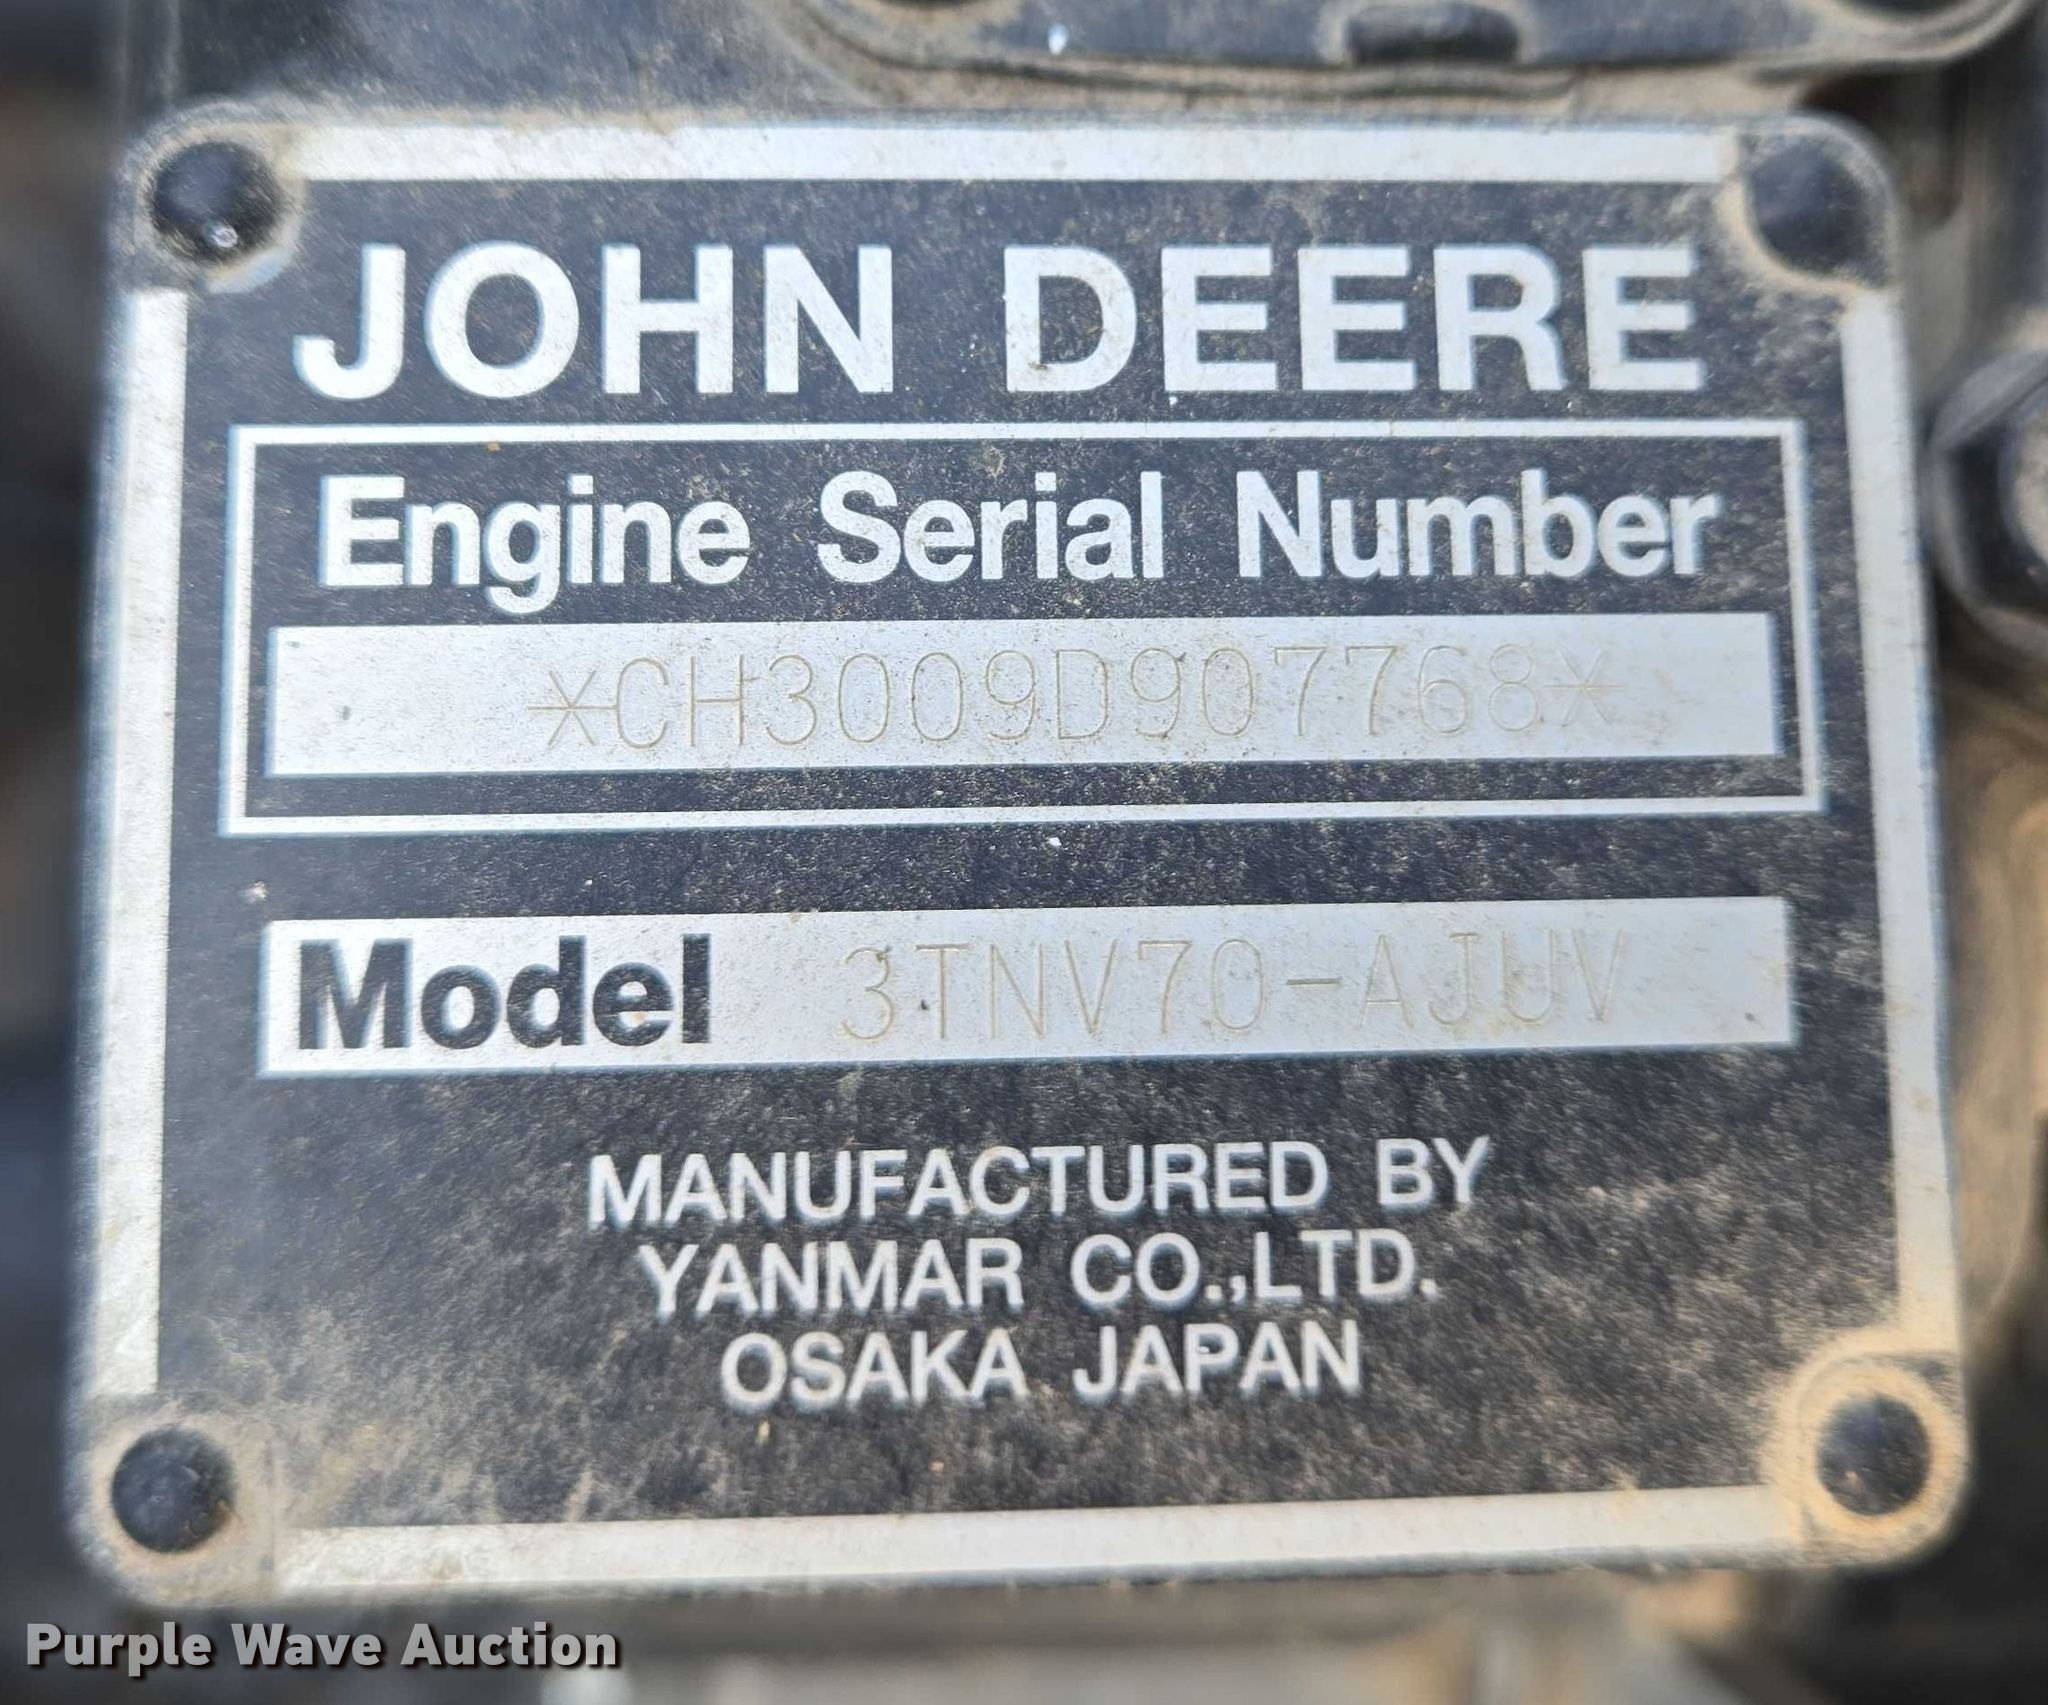 JOHN DEERE
Engine Serial Number
*CH3009D907768*
Model 3TNV70-AJUV
MANUFACTURED BY
YANMAR CO.,LTD.
OSAKA JAPAN
Purple Wave Auction